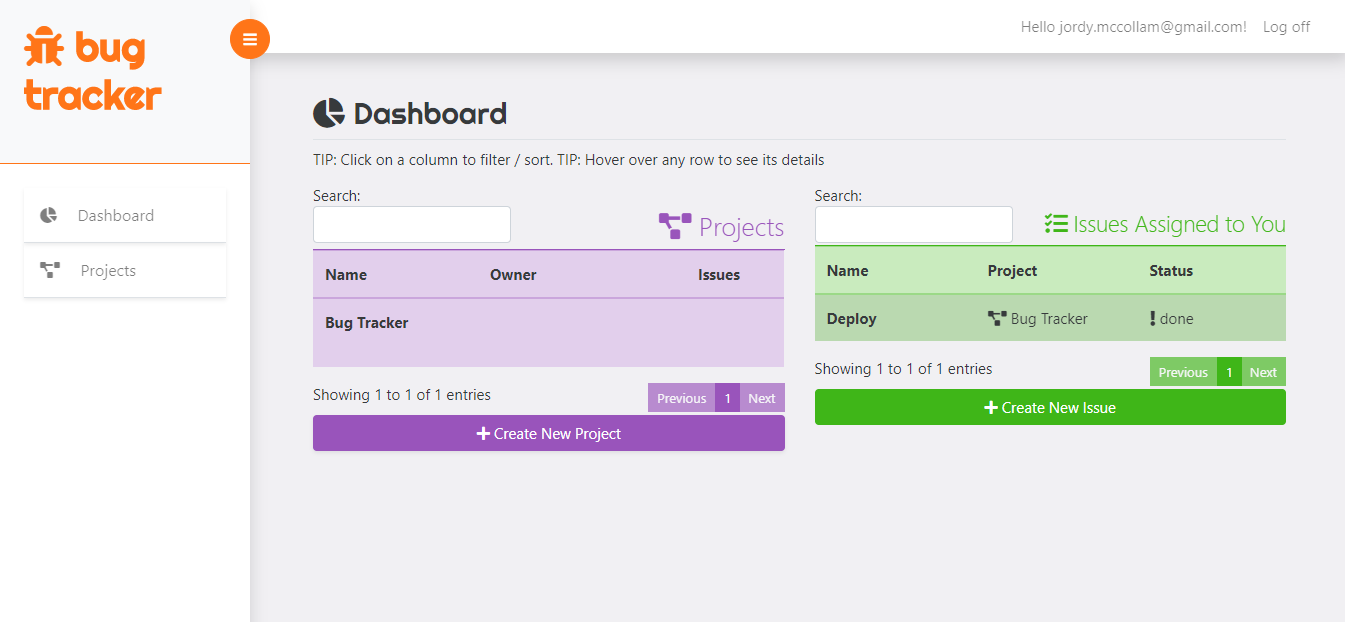 bug
tracker
Hello jordy.mccollam@gmail.com! Log off
Dashboard
Projects
Dashboard
TIP: Click on a column to filter / sort. TIP: Hover over any row to see its details
Search:
Projects
Name Owner Issues
Bug Tracker
Showing 1 to 1 of 1 entries
Previous 1 Next
Create New Project
Search:
Issues Assigned to You
Name Project Status
Deploy Bug Tracker done
Showing 1 to 1 of 1 entries
Previous 1 Next
Create New Issue